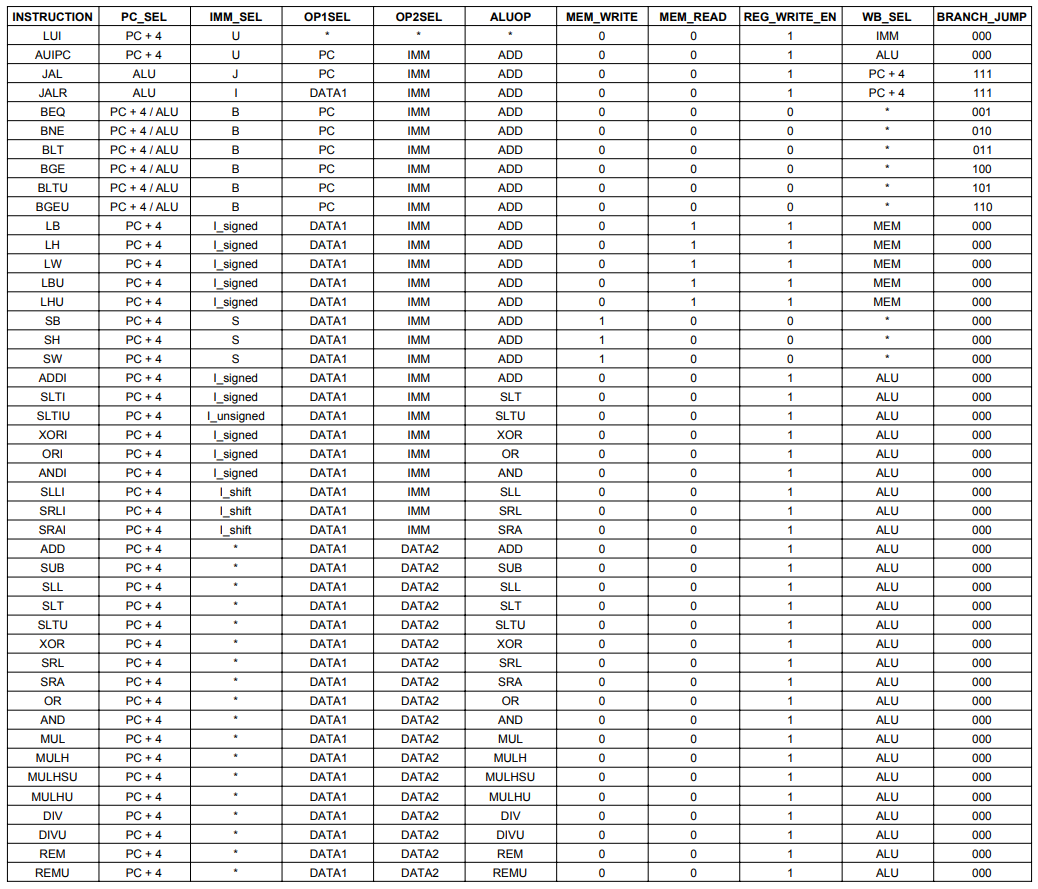 INSTRUCTION PC_SEL IMM_SEL OP1SEL OP2SEL ALUOP MEM_WRITE MEM_READ REG_WRITE_EN WB_SEL BRANCH_JUMP
LUI PC + 4 U * * * 0 0 1 IMM 000
AUIPC PC + 4 U PC IMM ADD 0 0 1 ALU 000
JAL ALU J PC IMM ADD 0 0 1 PC + 4 111
JALR ALU I DATA1 IMM ADD 0 0 1 PC + 4 111
BEQ PC + 4 / ALU B PC IMM ADD 0 0 0 * 001
BNE PC + 4 / ALU B PC IMM ADD 0 0 0 * 010
BLT PC + 4 / ALU B PC IMM ADD 0 0 0 * 011
BGE PC + 4 / ALU B PC IMM ADD 0 0 0 * 100
BLTU PC + 4 / ALU B PC IMM ADD 0 0 0 * 101
BGEU PC + 4 / ALU B PC IMM ADD 0 0 0 * 110
LB PC + 4 I_signed DATA1 IMM ADD 0 1 1 MEM 000
LH PC + 4 I_signed DATA1 IMM ADD 0 1 1 MEM 000
LW PC + 4 I_signed DATA1 IMM ADD 0 1 1 MEM 000
LBU PC + 4 I_signed DATA1 IMM ADD 0 1 1 MEM 000
LHU PC + 4 I_signed DATA1 IMM ADD 0 1 1 MEM 000
SB PC + 4 S DATA1 IMM ADD 1 0 0 * 000
SH PC + 4 S DATA1 IMM ADD 1 0 0 * 000
SW PC + 4 S DATA1 IMM ADD 1 0 0 * 000
ADDI PC + 4 I_signed DATA1 IMM ADD 0 0 1 ALU 000
SLTI PC + 4 I_signed DATA1 IMM SLT 0 0 1 ALU 000
SLTIU PC + 4 I_unsigned DATA1 IMM SLTU 0 0 1 ALU 000
XORI PC + 4 I_signed DATA1 IMM XOR 0 0 1 ALU 000
ORI PC + 4 I_signed DATA1 IMM OR 0 0 1 ALU 000
ANDI PC + 4 I_signed DATA1 IMM AND 0 0 1 ALU 000
SLLI PC + 4 I_shift DATA1 IMM SLL 0 0 1 ALU 000
SRLI PC + 4 I_shift DATA1 IMM SRL 0 0 1 ALU 000
SRAI PC + 4 I_shift DATA1 IMM SRA 0 0 1 ALU 000
ADD PC + 4 * DATA1 DATA2 ADD 0 0 1 ALU 000
SUB PC + 4 * DATA1 DATA2 SUB 0 0 1 ALU 000
SLL PC + 4 * DATA1 DATA2 SLL 0 0 1 ALU 000
SLT PC + 4 * DATA1 DATA2 SLT 0 0 1 ALU 000
SLTU PC + 4 * DATA1 DATA2 SLTU 0 0 1 ALU 000
XOR PC + 4 * DATA1 DATA2 XOR 0 0 1 ALU 000
SRL PC + 4 * DATA1 DATA2 SRL 0 0 1 ALU 000
SRA PC + 4 * DATA1 DATA2 SRA 0 0 1 ALU 000
OR PC + 4 * DATA1 DATA2 OR 0 0 1 ALU 000
AND PC + 4 * DATA1 DATA2 AND 0 0 1 ALU 000
MUL PC + 4 * DATA1 DATA2 MUL 0 0 1 ALU 000
MULH PC + 4 * DATA1 DATA2 MULH 0 0 1 ALU 000
MULHSU PC + 4 * DATA1 DATA2 MULHSU 0 0 1 ALU 000
MULHU PC + 4 * DATA1 DATA2 MULHU 0 0 1 ALU 000
DIV PC + 4 * DATA1 DATA2 DIV 0 0 1 ALU 000
DIVU PC + 4 * DATA1 DATA2 DIVU 0 0 1 ALU 000
REM PC + 4 * DATA1 DATA2 REM 0 0 1 ALU 000
REMU PC + 4 * DATA1 DATA2 REMU 0 0 1 ALU 000